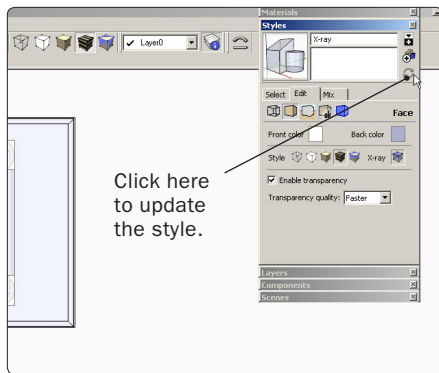 Materials
Styles
Layer0
X-ray
Select Edit Mix
Face
Front color Back color
Style X-ray
Enable transparency
Transparency quality: Faster
Click here
to update
the style.
Layers
Components
Scenes